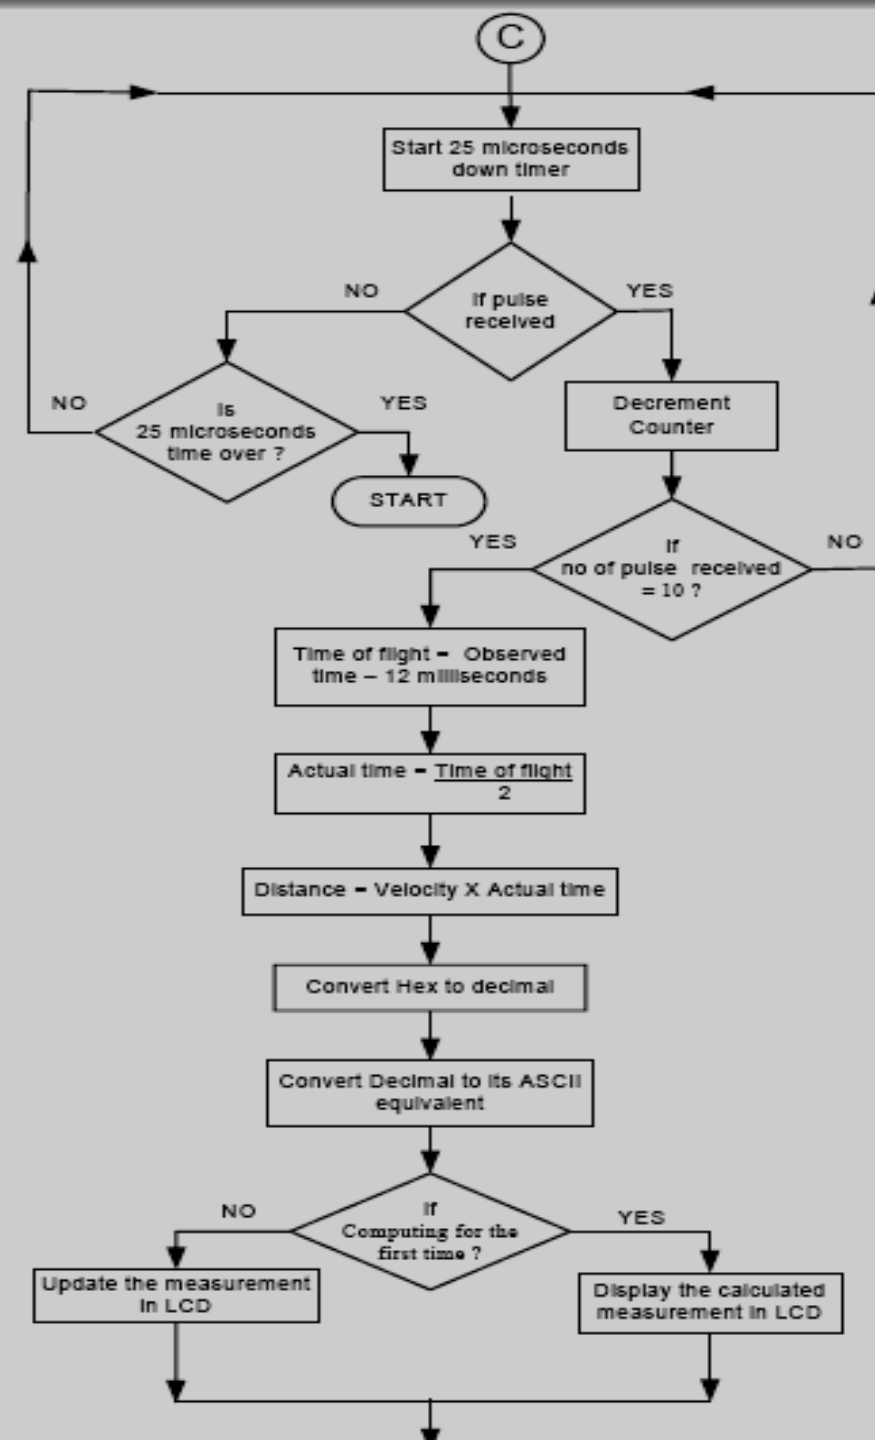 C
Start 25 microseconds
down timer
NO
If pulse
received
YES
NO
Is
25 microseconds
time over ?
YES
START
Decrement
Counter
YES
If
no of pulse received
= 10 ?
NO
Time of flight = Observed
time – 12 milliseconds
Actual time = Time of flight
2
Distance = Velocity X Actual time
Convert Hex to decimal
Convert Decimal to its ASCII
equivalent
NO
If
Computing for the
first time ?
YES
Update the measurement
in LCD
Display the calculated
measurement in LCD